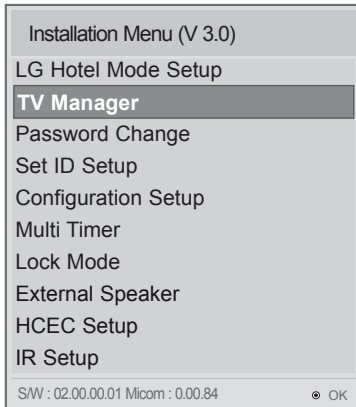 Installation Menu (V 3.0)
LG Hotel Mode Setup
TV Manager
Password Change
Set ID Setup
Configuration Setup
Multi Timer
Lock Mode
External Speaker
HCEC Setup
IR Setup
S/W : 02.00.00.01 Micom : 0.00.84 ◉ OK